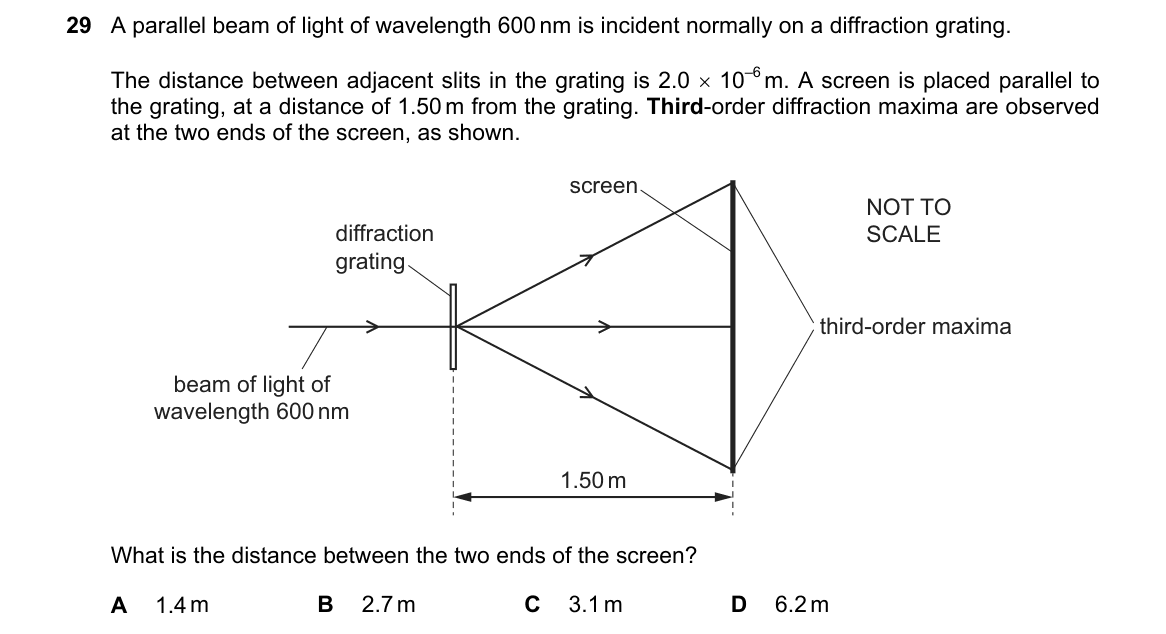 29 A parallel beam of light of wavelength 600 nm is incident normally on a diffraction grating.
The distance between adjacent slits in the grating is 2.0 × 10⁻⁶ m. A screen is placed parallel to
the grating, at a distance of 1.50 m from the grating. Third-order diffraction maxima are observed
at the two ends of the screen, as shown.
screen
NOT TO
SCALE
diffraction
grating
third-order maxima
beam of light of
wavelength 600 nm
1.50 m
What is the distance between the two ends of the screen?
A 1.4 m B 2.7 m C 3.1 m D 6.2 m